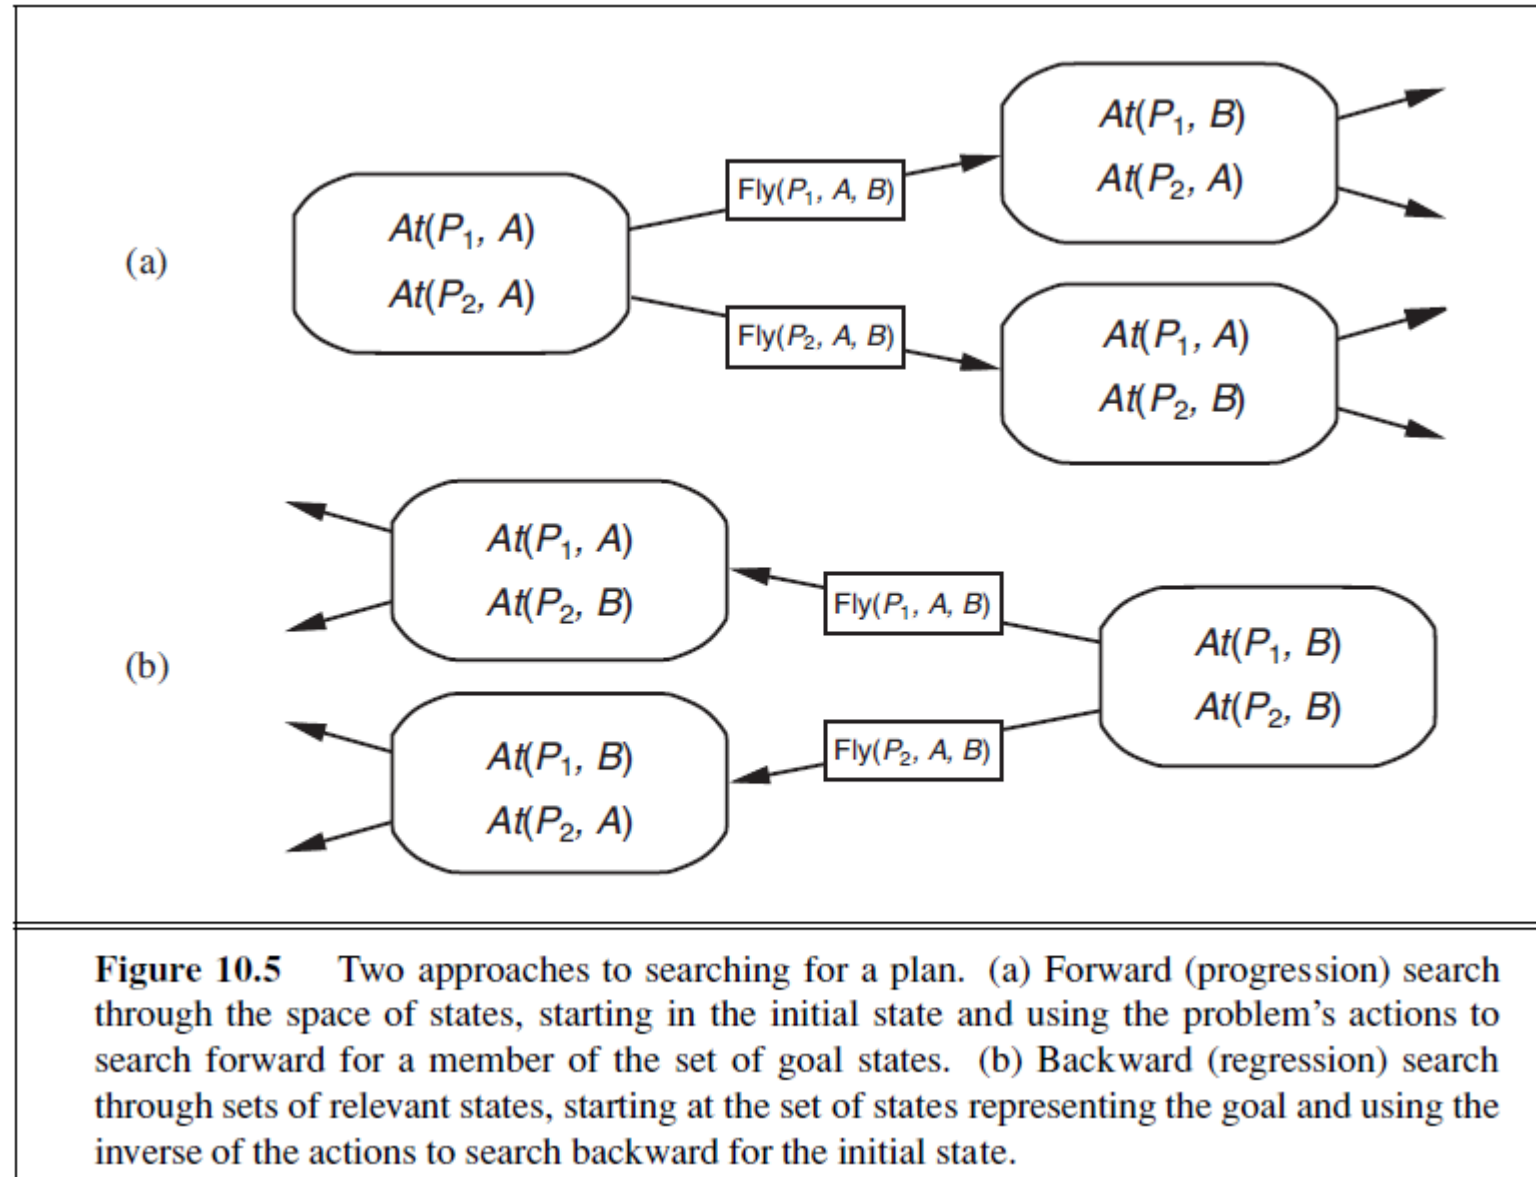 (a)
At(P₁, A)
At(P₂, A)
Fly(P₁, A, B)
Fly(P₂, A, B)
At(P₁, B)
At(P₂, A)
At(P₁, A)
At(P₂, B)
(b)
At(P₁, A)
At(P₂, B)
At(P₁, B)
At(P₂, A)
Fly(P₁, A, B)
Fly(P₂, A, B)
At(P₁, B)
At(P₂, B)
Figure 10.5 Two approaches to searching for a plan. (a) Forward (progression) search
through the space of states, starting in the initial state and using the problem's actions to
search forward for a member of the set of goal states. (b) Backward (regression) search
through sets of relevant states, starting at the set of states representing the goal and using the
inverse of the actions to search backward for the initial state.